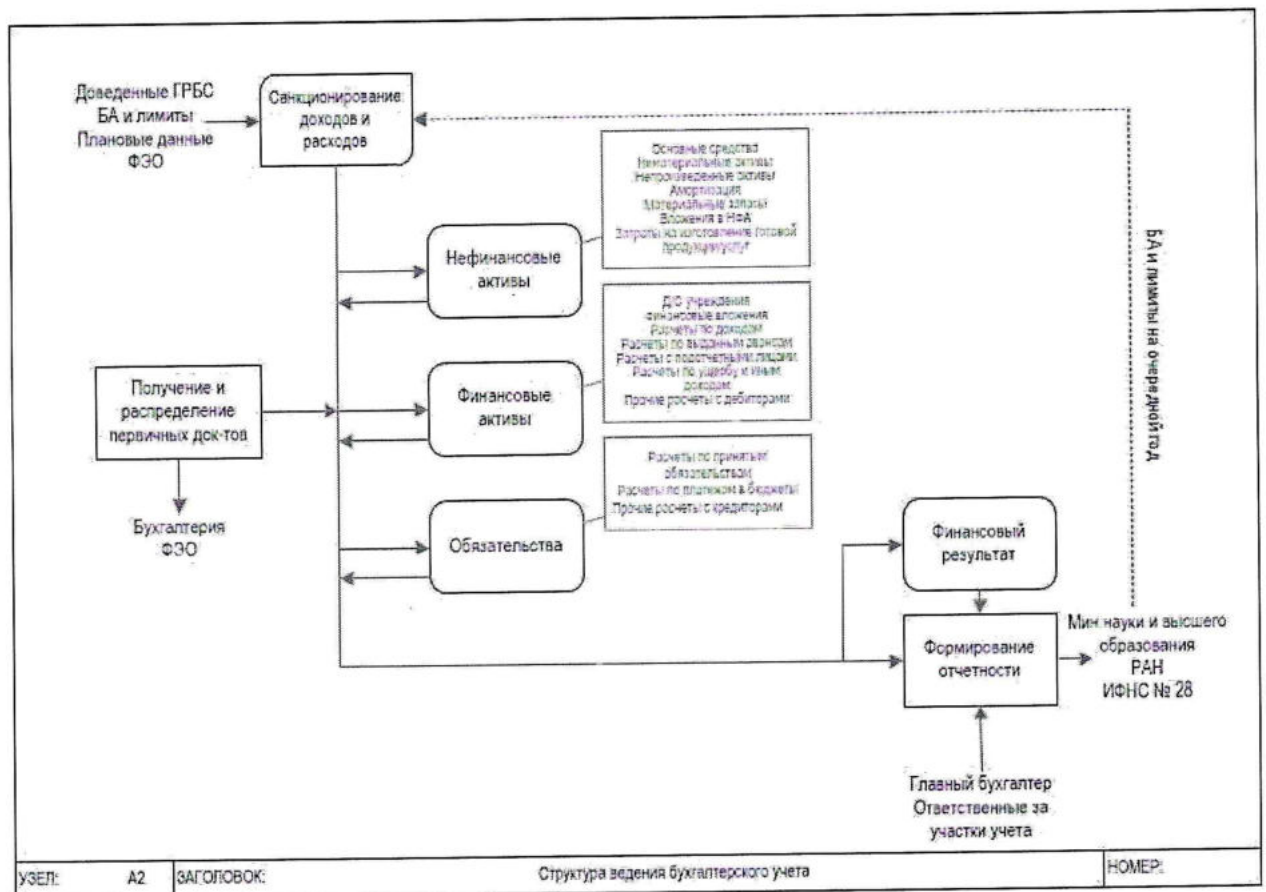 Доведенные ГРБС
БА и лимиты
Плановые данные
ФЭО
Санкционирование
доходов и
расходов
Основные средства
Нематериальные активы
Непроизведенные активы
Амортизация
Материальные запасы
Вложения в НФА
Затраты на изготовление готовой
продукции/услуг
Нефинансовые
активы
Д/С учреждения
Финансовые вложения
Расчеты по доходам
Расчеты по выданным авансам
Расчеты с подотчетными лицами
Расчеты по ущербу и иным
доходам
Прочие расчеты с дебиторами
БА и лимиты на очередной год
Получение и
распределение
первичных док-тов
Финансовые
активы
Расчеты по принятым
обязательствам
Расчеты по платежам в бюджеты
Прочие расчеты с кредиторами
Бухгалтерия
ФЭО
Обязательства
Финансовый
результат
Формирование
отчетности
Мин.науки и высшего
образования
РАН
ИФНС № 28
Главный бухгалтер
Ответственные за
участки учета
УЗЕЛ: А2 ЗАГОЛОВОК: Структура ведения бухгалтерского учета НОМЕР: